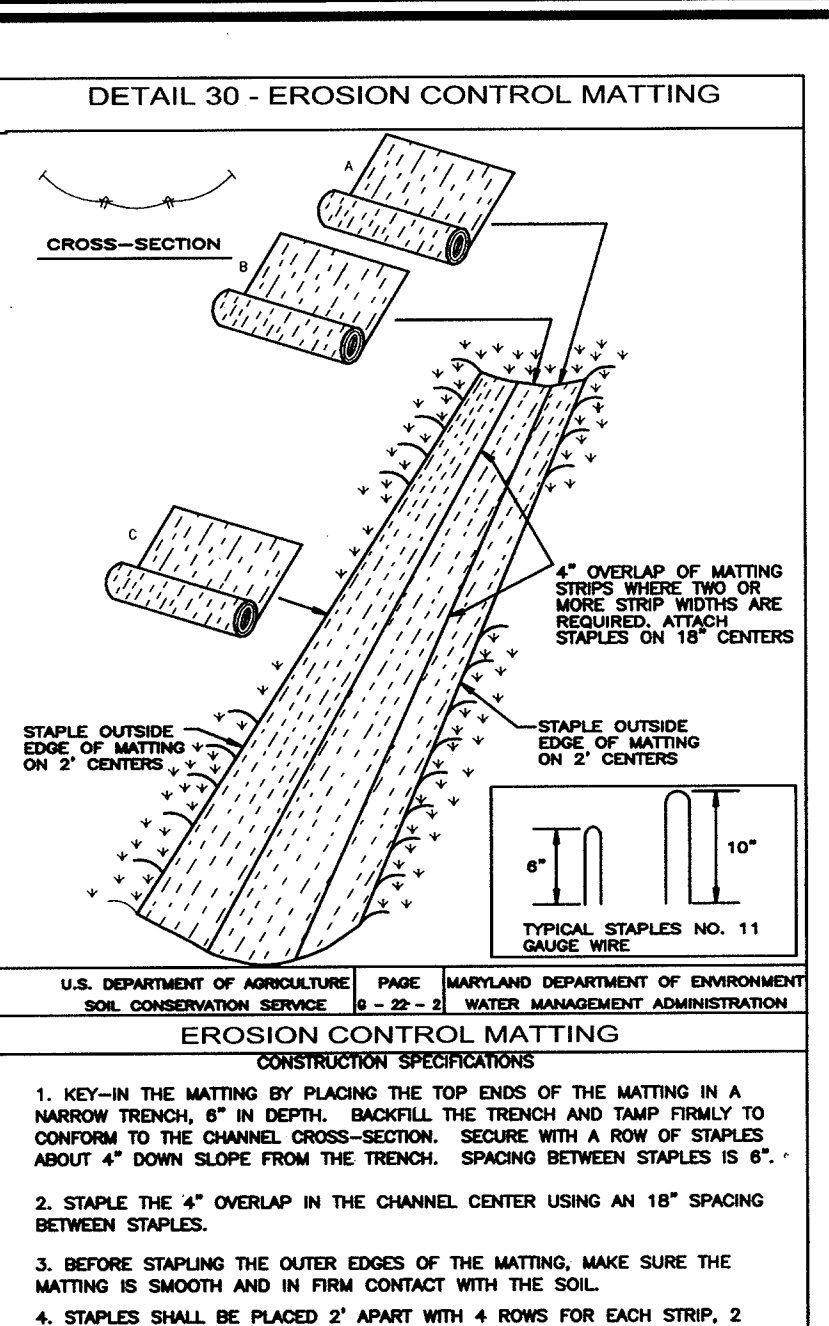 DETAIL 30 - EROSION CONTROL MATTING
A
CROSS-SECTION
B
C
4" OVERLAP OF MATTING
STRIPS WHERE TWO OR
MORE STRIP WIDTHS ARE
REQUIRED. ATTACH
STAPLES ON 18" CENTERS
STAPLE OUTSIDE
EDGE OF MATTING
ON 2' CENTERS
STAPLE OUTSIDE
EDGE OF MATTING
ON 2' CENTERS
6"
10"
TYPICAL STAPLES NO. 11
GAUGE WIRE
U.S. DEPARTMENT OF AGRICULTURE
SOIL CONSERVATION SERVICE
PAGE
G - 22 - 2
MARYLAND DEPARTMENT OF ENVIRONMENT
WATER MANAGEMENT ADMINISTRATION
EROSION CONTROL MATTING
CONSTRUCTION SPECIFICATIONS
1. KEY-IN THE MATTING BY PLACING THE TOP ENDS OF THE MATTING IN A
NARROW TRENCH, 6" IN DEPTH. BACKFILL THE TRENCH AND TAMP FIRMLY TO
CONFORM TO THE CHANNEL CROSS-SECTION. SECURE WITH A ROW OF STAPLES
ABOUT 4" DOWN SLOPE FROM THE TRENCH. SPACING BETWEEN STAPLES IS 6".
2. STAPLE THE 4" OVERLAP IN THE CHANNEL CENTER USING AN 18" SPACING
BETWEEN STAPLES.
3. BEFORE STAPLING THE OUTER EDGES OF THE MATTING, MAKE SURE THE
MATTING IS SMOOTH AND IN FIRM CONTACT WITH THE SOIL.
4. STAPLES SHALL BE PLACED 2' APART WITH 4 ROWS FOR EACH STRIP, 2